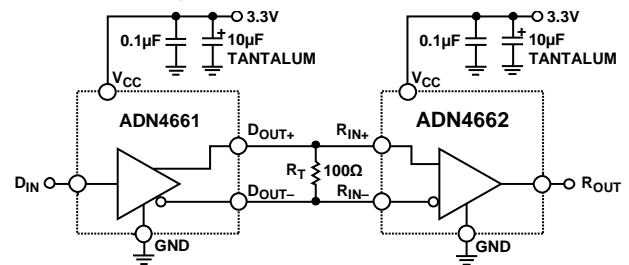 3.3V
0.1µF
+
10µF
TANTALUM
VCC
ADN4661
DIN
DOUT+
DOUT–
GND
RT
100Ω
3.3V
0.1µF
+
10µF
TANTALUM
VCC
ADN4662
RIN+
RIN–
ROUT
GND